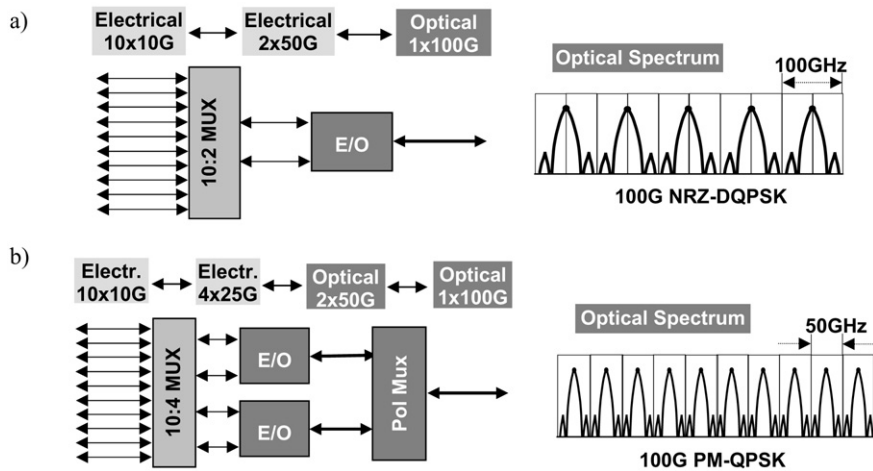 a)
Electrical
10x10G
Electrical
2x50G
Optical
1x100G
10:2 MUX
E/O
Optical Spectrum
100GHz
100G NRZ-DQPSK
b)
Electr.
10x10G
Electr.
4x25G
Optical
2x50G
Optical
1x100G
10:4 MUX
E/O
E/O
Pol Mux
Optical Spectrum
50GHz
100G PM-QPSK